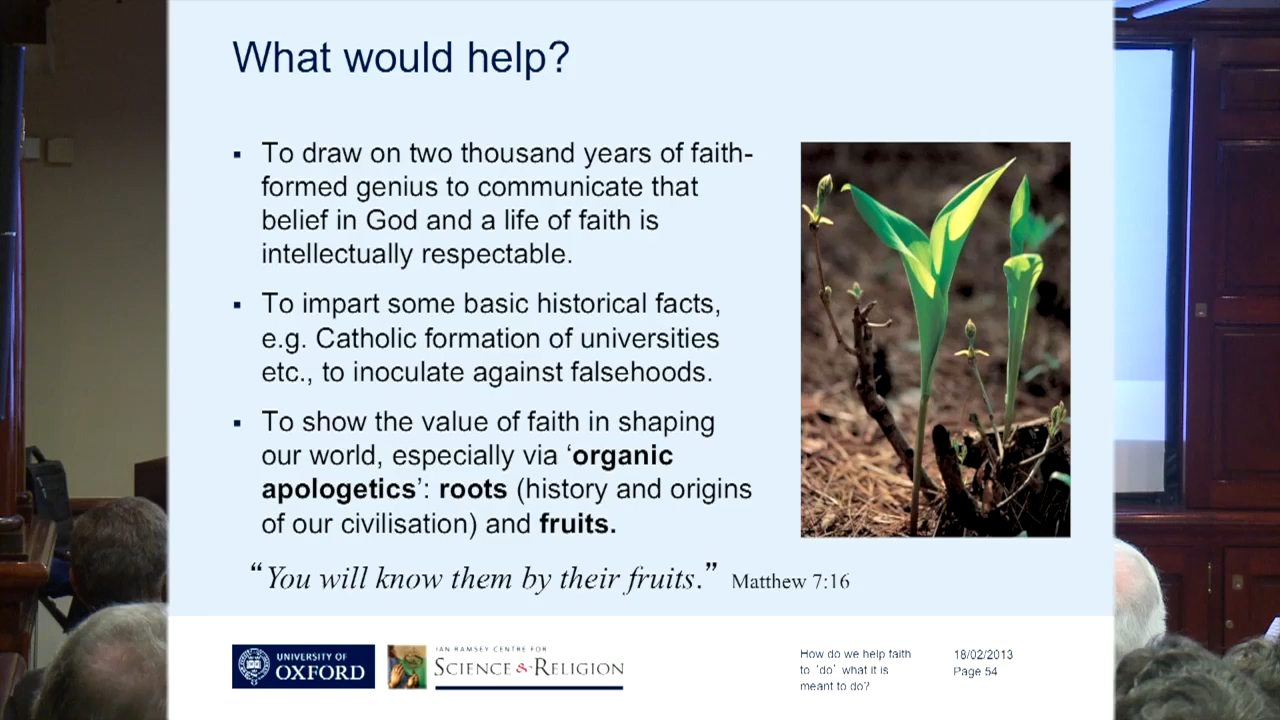 What would help?
▪ To draw on two thousand years of faith-
formed genius to communicate that
belief in God and a life of faith is
intellectually respectable.
▪ To impart some basic historical facts,
e.g. Catholic formation of universities
etc., to inoculate against falsehoods.
▪ To show the value of faith in shaping
our world, especially via ‘organic
apologetics’: roots (history and origins
of our civilisation) and fruits.
“You will know them by their fruits.” Matthew 7:16
UNIVERSITY OF
OXFORD
IAN RAMSEY CENTRE FOR
SCIENCE & RELIGION
How do we help faith
to ‘do’ what it is
meant to do?
18/02/2013
Page 54